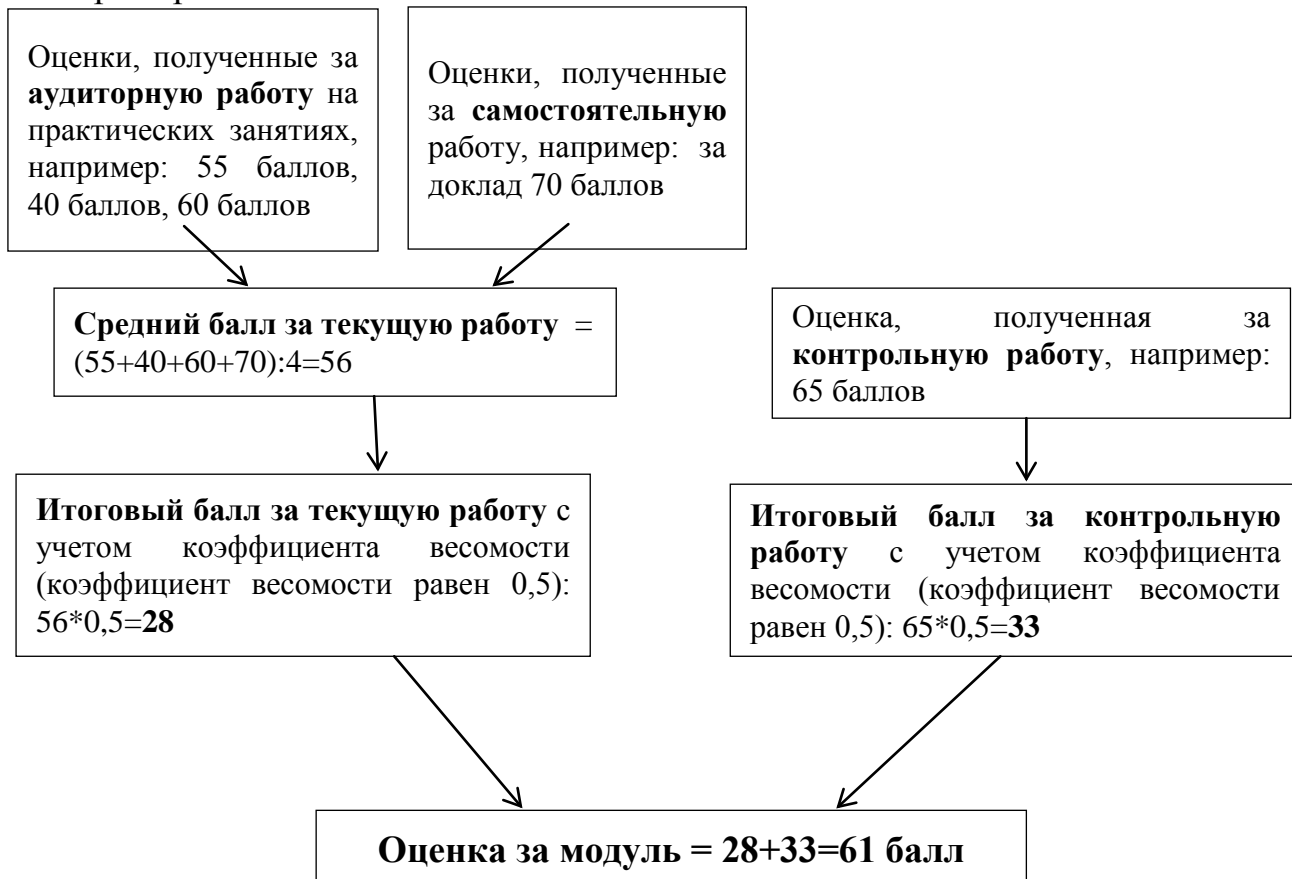 Оценки, полученные за
аудиторную работу на
практических занятиях,
например: 55 баллов,
40 баллов, 60 баллов
Оценки, полученные
за самостоятельную
работу, например: за
доклад 70 баллов
Средний балл за текущую работу =
(55+40+60+70):4=56
Оценка, полученная за
контрольную работу, например:
65 баллов
Итоговый балл за текущую работу с
учетом коэффициента весомости
(коэффициент весомости равен 0,5):
56*0,5=28
Итоговый балл за контрольную
работу с учетом коэффициента
весомости (коэффициент весомости
равен 0,5): 65*0,5=33
Оценка за модуль = 28+33=61 балл